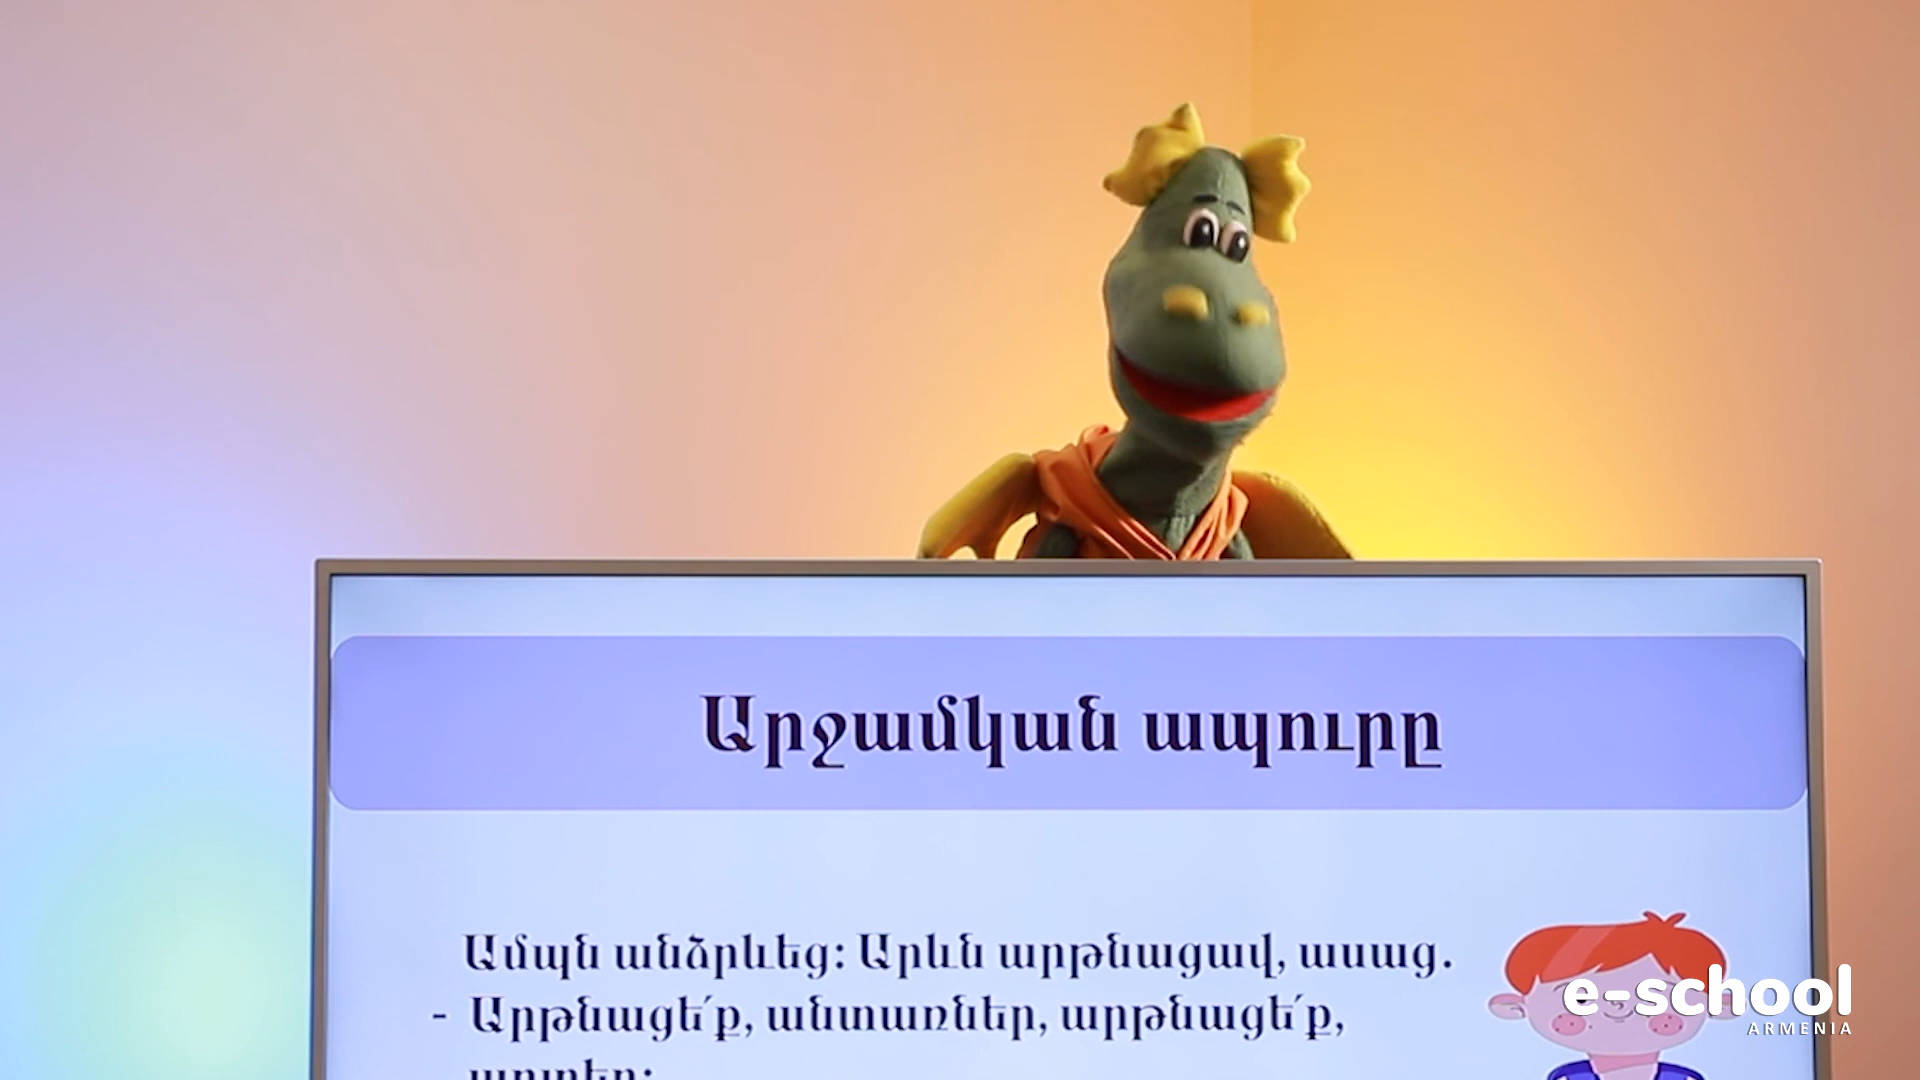 Արջամկան ապուրը
Ամպն անձրևեց: Արևն արթնացավ, ասաց.
- Արթնացե՛ք, անտառներ, արթնացե՛ք,
e-school
ARMENIA